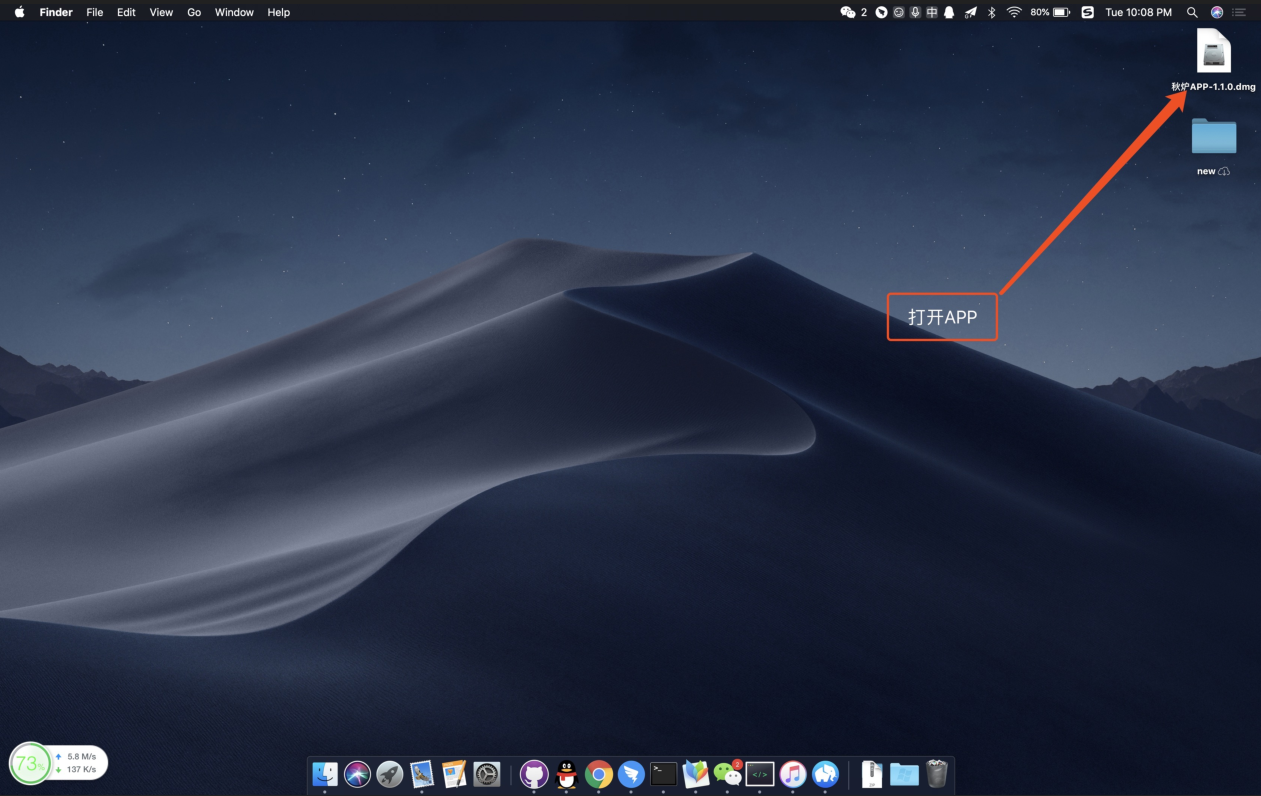 Finder File Edit View Go Window Help
2 中 80% S Tue 10:08 PM
秋炉APP-1.1.0.dmg
new
打开APP
73%
5.8 M/s
137 K/s
>_
2
</>
ZIP